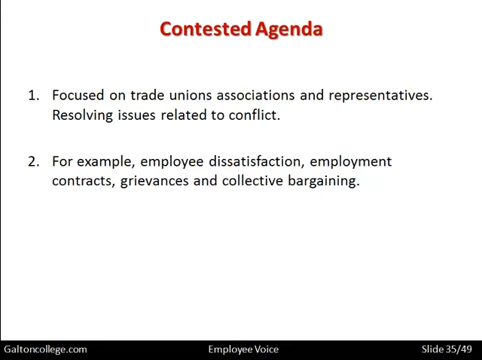 Contested Agenda
1. Focused on trade unions associations and representatives.
Resolving issues related to conflict.
2. For example, employee dissatisfaction, employment
contracts, grievances and collective bargaining.
Galtoncollege.com Employee Voice Slide 35/49